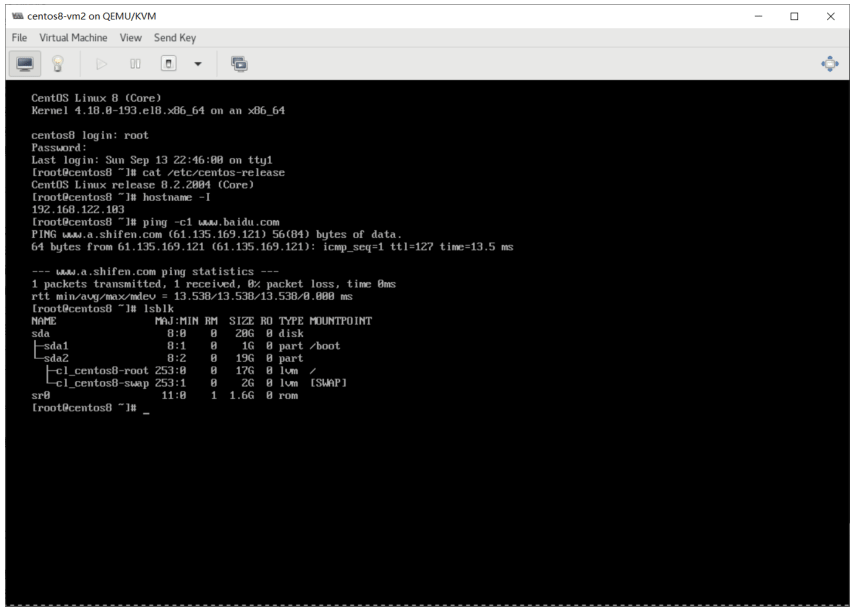 centos8-vm2 on QEMU/KVM
File Virtual Machine View Send Key
CentOS Linux 8 (Core)
Kernel 4.18.0-193.el8.x86_64 on an x86_64
centos8 login: root
Password:
Last login: Sun Sep 13 22:46:00 on tty1
[root@centos8 ~]# cat /etc/centos-release
CentOS Linux release 8.2.2004 (Core)
[root@centos8 ~]# hostname -I
192.168.122.103
[root@centos8 ~]# ping -c1 www.baidu.com
PING www.a.shifen.com (61.135.169.121) 56(84) bytes of data.
64 bytes from 61.135.169.121 (61.135.169.121): icmp_seq=1 ttl=127 time=13.5 ms
--- www.a.shifen.com ping statistics ---
1 packets transmitted, 1 received, 0% packet loss, time 0ms
rtt min/avg/max/mdev = 13.538/13.538/13.538/0.000 ms
[root@centos8 ~]# lsblk
NAME MAJ:MIN RM SIZE RO TYPE MOUNTPOINT
sda 8:0 0 20G 0 disk
├─sda1 8:1 0 1G 0 part /boot
└─sda2 8:2 0 19G 0 part
├─cl_centos8-root 253:0 0 17G 0 lvm /
└─cl_centos8-swap 253:1 0 2G 0 lvm [SWAP]
sr0 11:0 1 1.6G 0 rom
[root@centos8 ~]# _